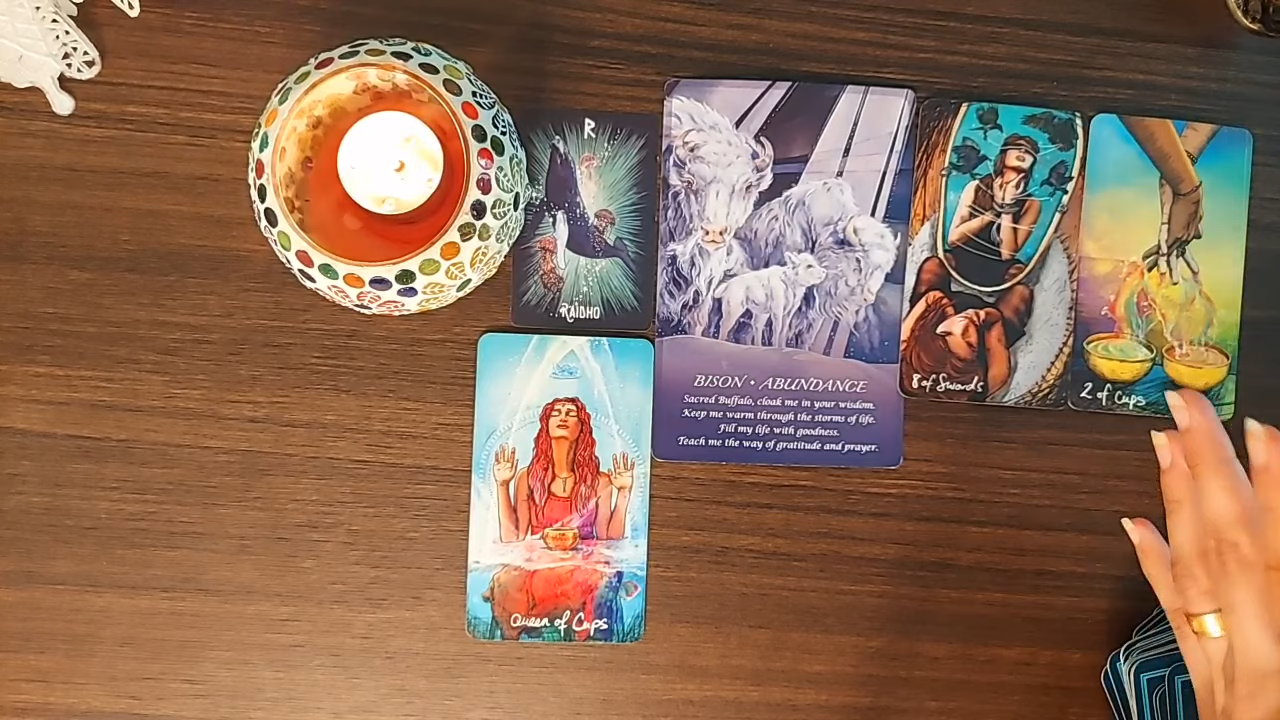 R
RAIDHO
BISON • ABUNDANCE
Sacred Buffalo, cloak me in your wisdom.
Keep me warm through the storms of life.
Fill my life with goodness.
Teach me the way of gratitude and prayer.
8 of Swords
2 of Cups
Queen of Cups